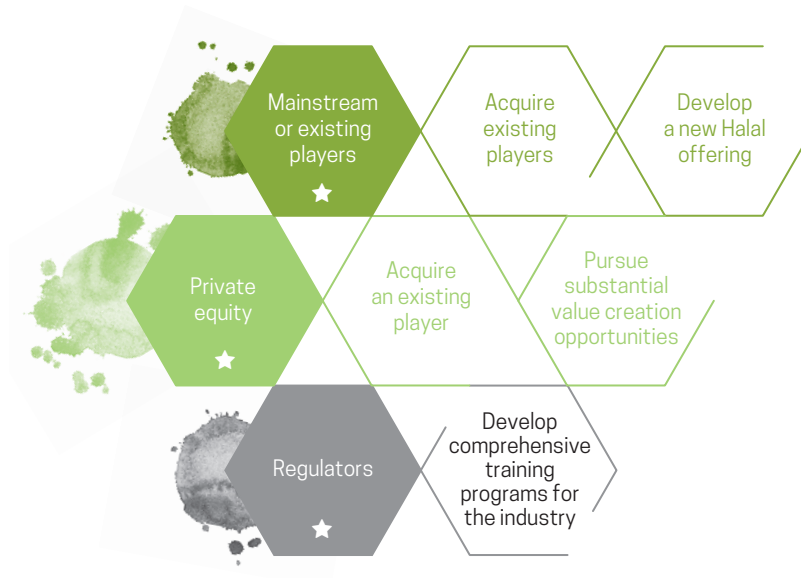 Mainstream
or existing
players
Acquire
existing
players
Develop
a new Halal
offering
Private
equity
Acquire
an existing
player
Pursue
substantial
value creation
opportunities
Regulators
Develop
comprehensive
training
programs for
the industry